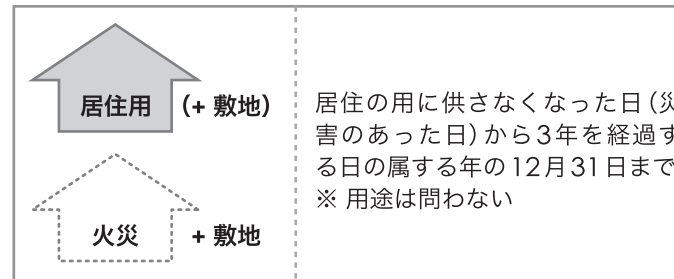 居住用 (+ 敷地)
火災 + 敷地
居住の用に供さなくなった日(災
害のあった日)から3年を経過す
る日の属する年の12月31日まで
※ 用途は問わない